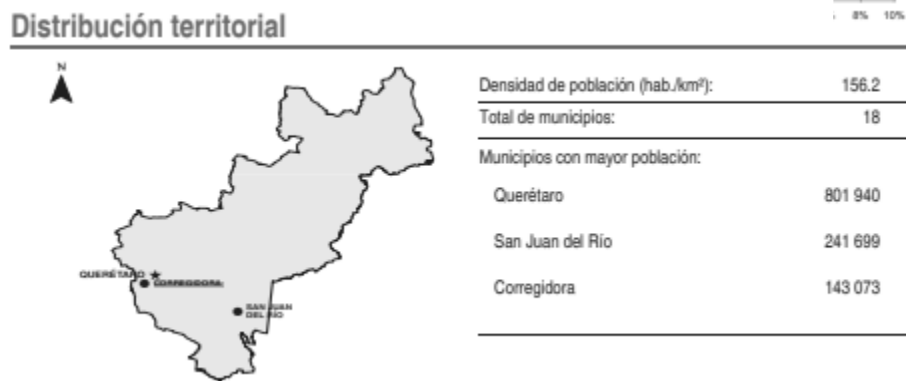 8% 10%
Distribución territorial
N
Densidad de población (hab./km²): 156.2
Total de municipios: 18
Municipios con mayor población:
Querétaro 801 940
San Juan del Río 241 699
Corregidora 143 073
QUERÉTARO
CORREGIDORA
SAN JUAN
DEL RÍO